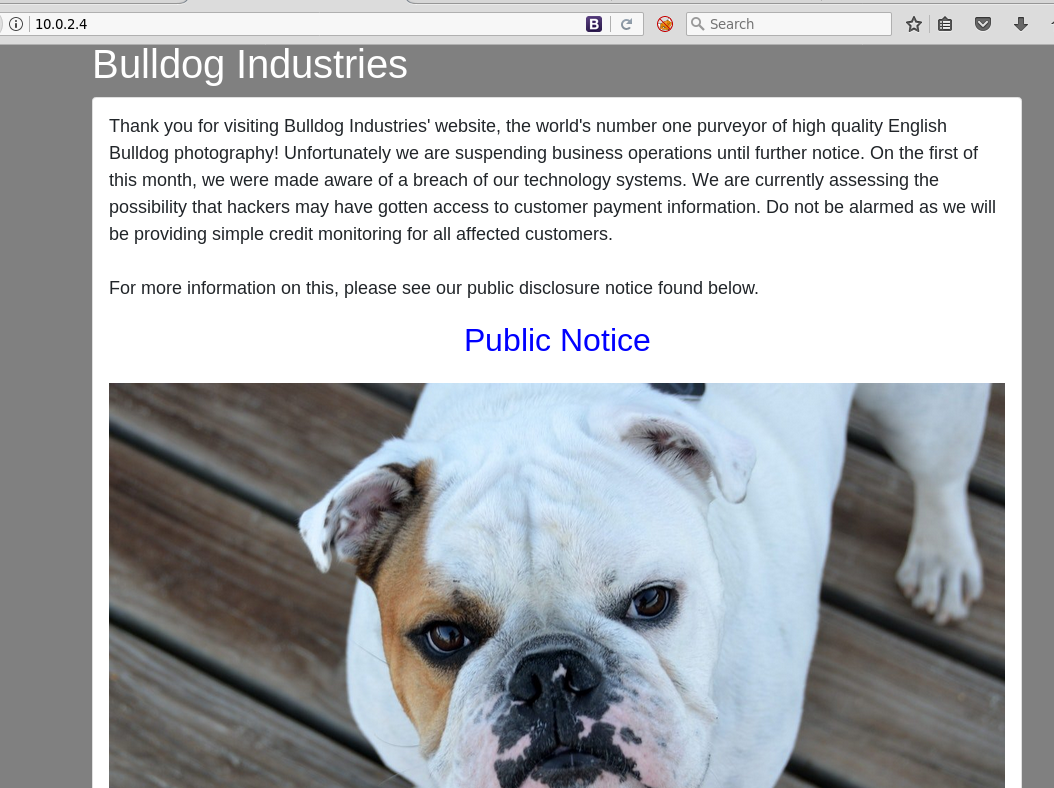 10.0.2.4
B
Search
Bulldog Industries
Thank you for visiting Bulldog Industries' website, the world's number one purveyor of high quality English
Bulldog photography! Unfortunately we are suspending business operations until further notice. On the first of
this month, we were made aware of a breach of our technology systems. We are currently assessing the
possibility that hackers may have gotten access to customer payment information. Do not be alarmed as we will
be providing simple credit monitoring for all affected customers.
For more information on this, please see our public disclosure notice found below.
Public Notice